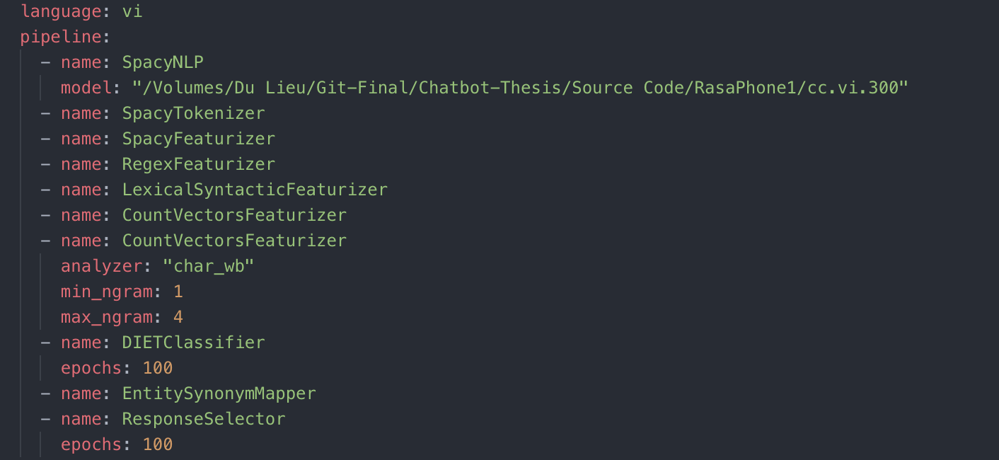 language: vi
pipeline:
  - name: SpacyNLP
    model: "/Volumes/Du Lieu/Git-Final/Chatbot-Thesis/Source Code/RasaPhone1/cc.vi.300"
  - name: SpacyTokenizer
  - name: SpacyFeaturizer
  - name: RegexFeaturizer
  - name: LexicalSyntacticFeaturizer
  - name: CountVectorsFeaturizer
  - name: CountVectorsFeaturizer
    analyzer: "char_wb"
    min_ngram: 1
    max_ngram: 4
  - name: DIETClassifier
    epochs: 100
  - name: EntitySynonymMapper
  - name: ResponseSelector
    epochs: 100